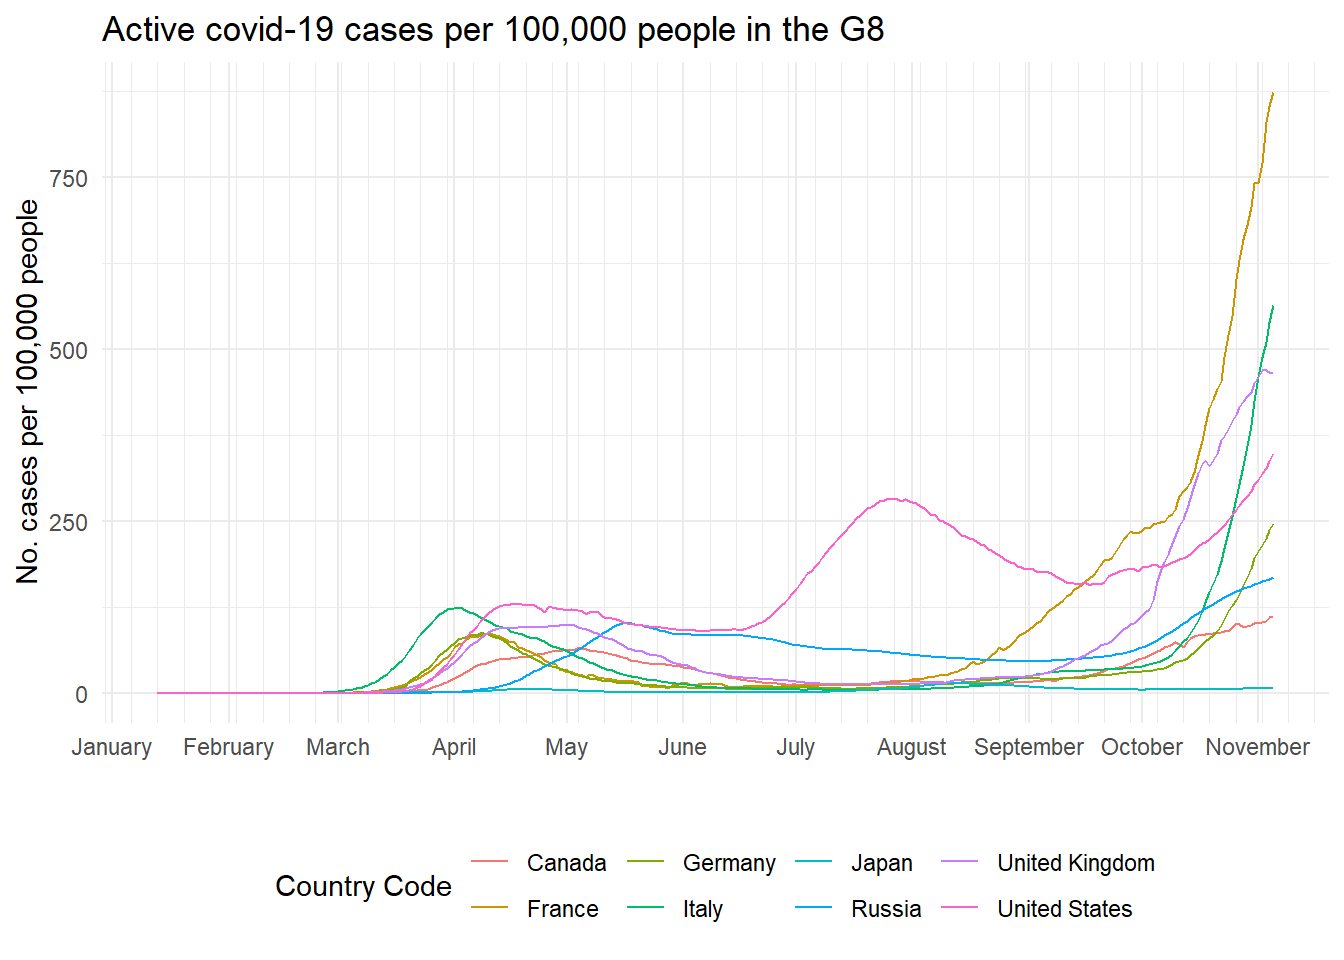 Active covid-19 cases per 100,000 people in the G8
No. cases per 100,000 people
750
500
250
0
January February March April May June July August September October November
Country Code
Canada Germany Japan United Kingdom
France Italy Russia United States